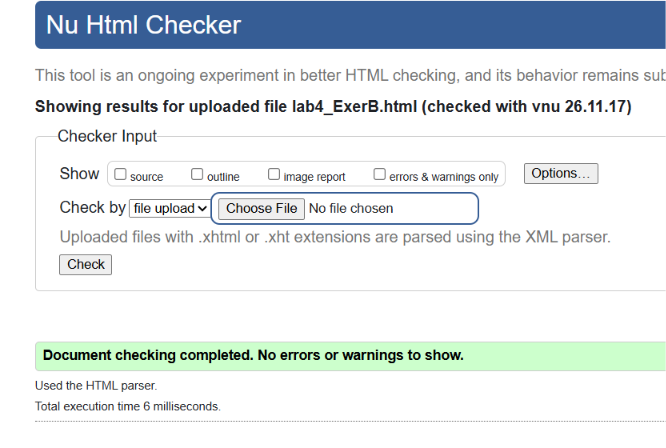 Nu Html Checker
This tool is an ongoing experiment in better HTML checking, and its behavior remains sub
Showing results for uploaded file lab4_ExerB.html (checked with vnu 26.11.17)
Checker Input
Show source outline image report errors & warnings only Options...
Check by file upload Choose File No file chosen
Uploaded files with .xhtml or .xht extensions are parsed using the XML parser.
Check
Document checking completed. No errors or warnings to show.
Used the HTML parser.
Total execution time 6 milliseconds.